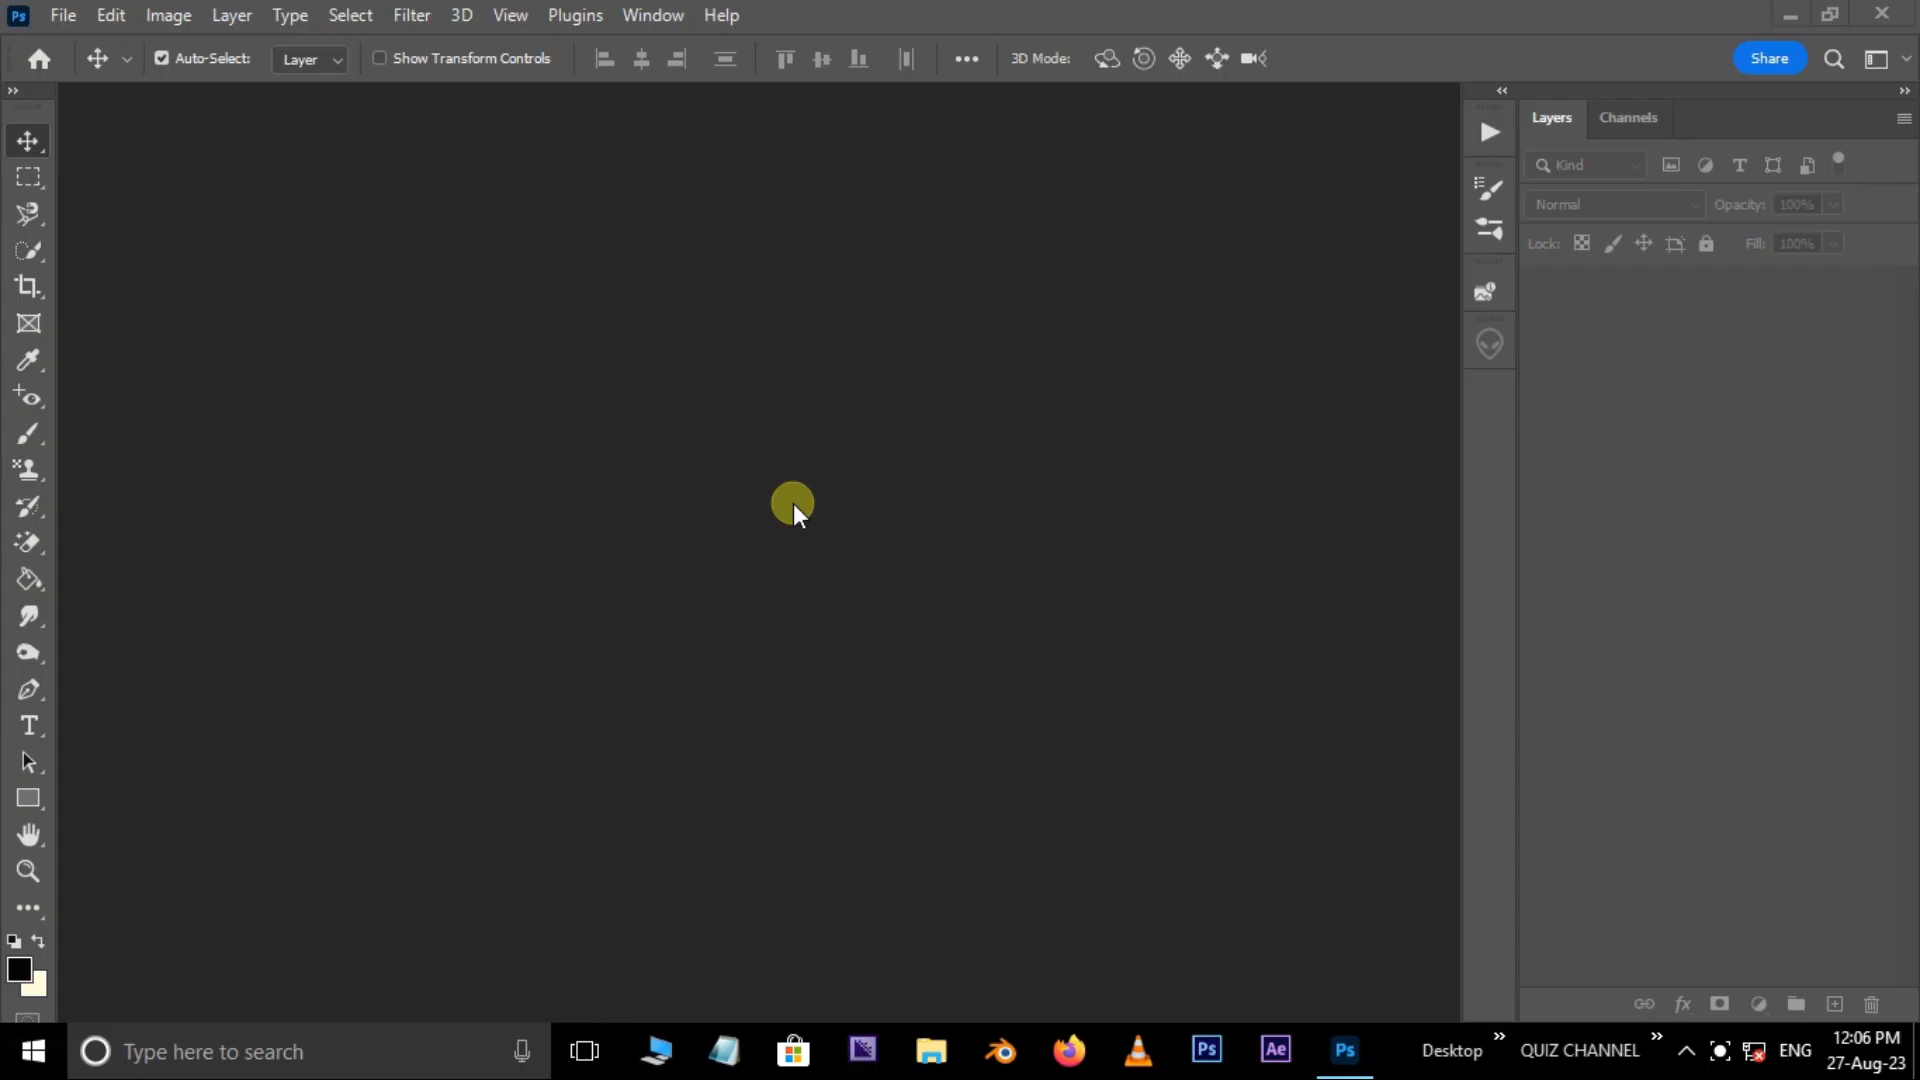 Ps File Edit Image Layer Type Select Filter 3D View Plugins Window Help
Auto-Select: Layer Show Transform Controls 3D Mode: Share
Layers Channels
Kind
Normal Opacity: 100%
Lock: Fill: 100%
Type here to search Ps Ae Ps Desktop QUIZ CHANNEL ENG 12:06 PM
27-Aug-23